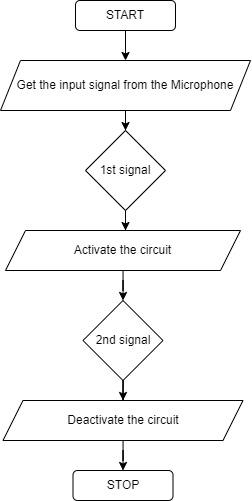 START
Get the input signal from the Microphone
1st signal
Activate the circuit
2nd signal
Deactivate the circuit
STOP